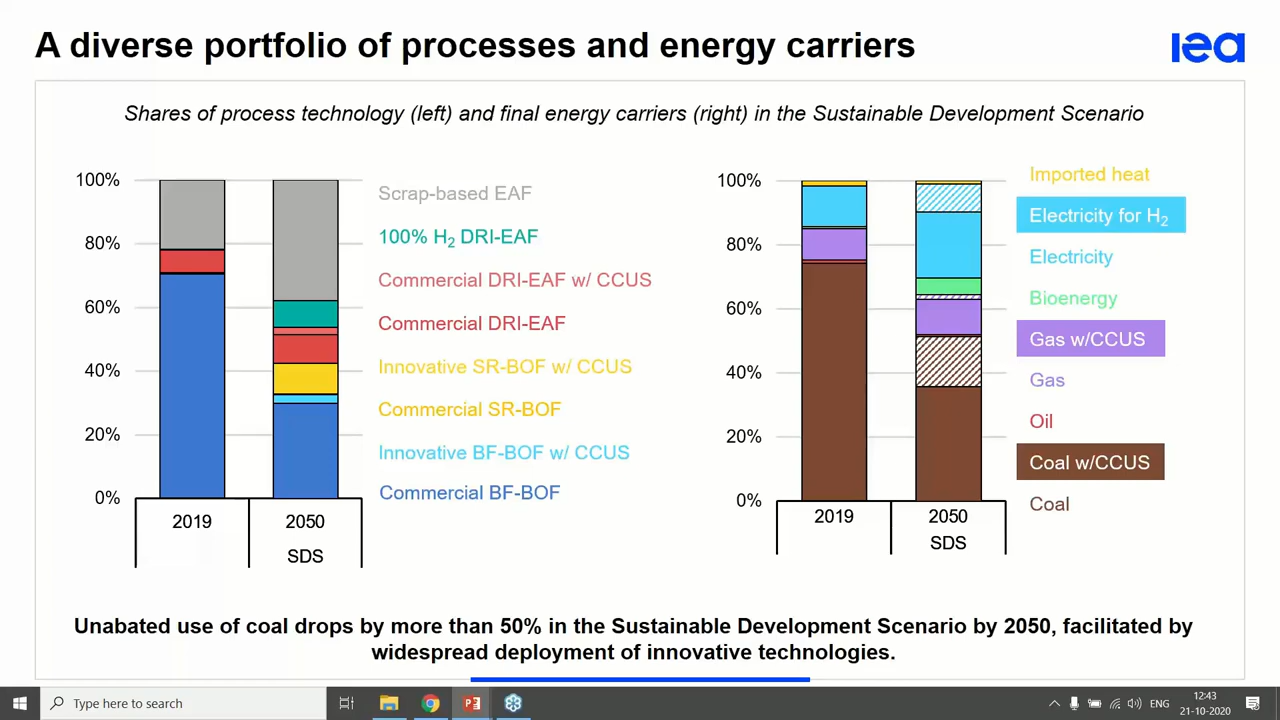 A diverse portfolio of processes and energy carriers
iea
Shares of process technology (left) and final energy carriers (right) in the Sustainable Development Scenario
100%
80%
60%
40%
20%
0%
2019
2050
SDS
Scrap-based EAF
100% H2 DRI-EAF
Commercial DRI-EAF w/ CCUS
Commercial DRI-EAF
Innovative SR-BOF w/ CCUS
Commercial SR-BOF
Innovative BF-BOF w/ CCUS
Commercial BF-BOF
100%
80%
60%
40%
20%
0%
2019
2050
SDS
Imported heat
Electricity for H2
Electricity
Bioenergy
Gas w/CCUS
Gas
Oil
Coal w/CCUS
Coal
Unabated use of coal drops by more than 50% in the Sustainable Development Scenario by 2050, facilitated by
widespread deployment of innovative technologies.
Type here to search
ENG
12:43
21-10-2020